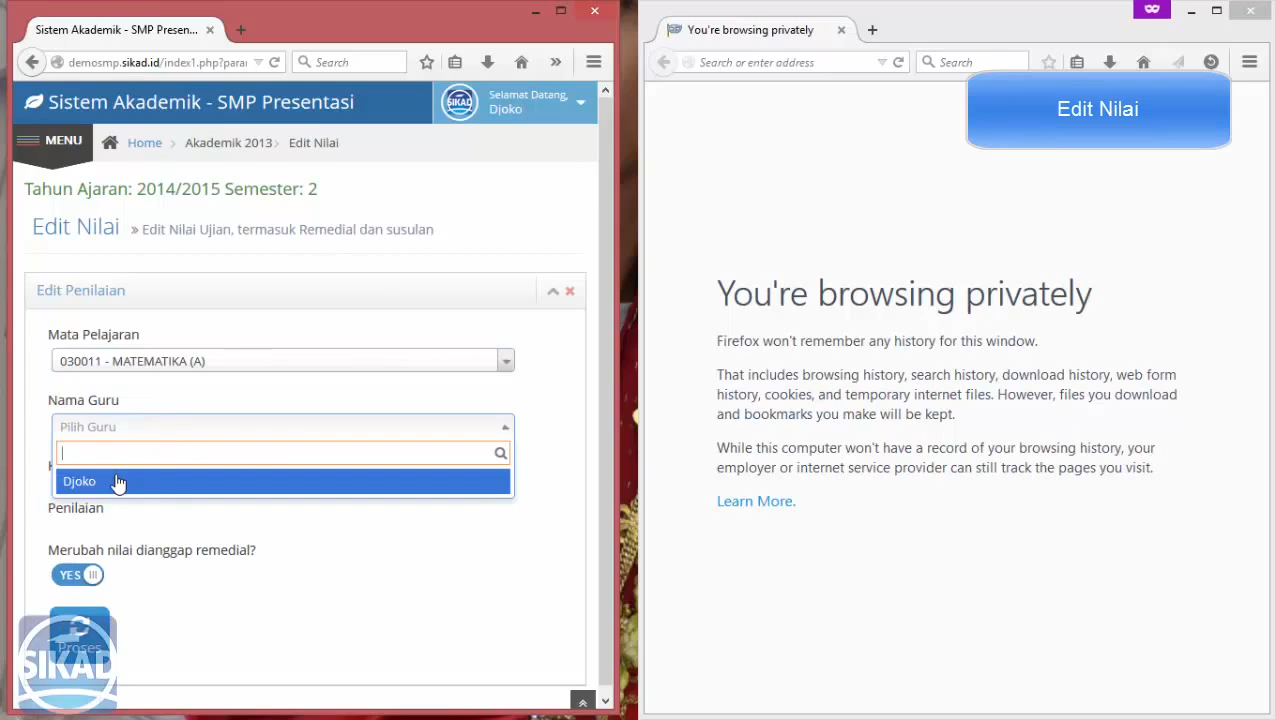 Sistem Akademik - SMP Presen...
demosmp.sikad.id/index1.php?parar
Search
Sistem Akademik - SMP Presentasi
SIKAD
Selamat Datang,
Djoko
MENU
Home > Akademik 2013 > Edit Nilai
Tahun Ajaran: 2014/2015 Semester: 2
Edit Nilai » Edit Nilai Ujian, termasuk Remedial dan susulan
Edit Penilaian
Mata Pelajaran
030011 - MATEMATIKA (A)
Nama Guru
Pilih Guru
Djoko
Penilaian
Merubah nilai dianggap remedial?
YES
Proses
SIKAD
You're browsing privately
Search or enter address
Search
Edit Nilai
You're browsing privately
Firefox won't remember any history for this window.
That includes browsing history, search history, download history, web form
history, cookies, and temporary internet files. However, files you download
and bookmarks you make will be kept.
While this computer won't have a record of your browsing history, your
employer or internet service provider can still track the pages you visit.
Learn More.